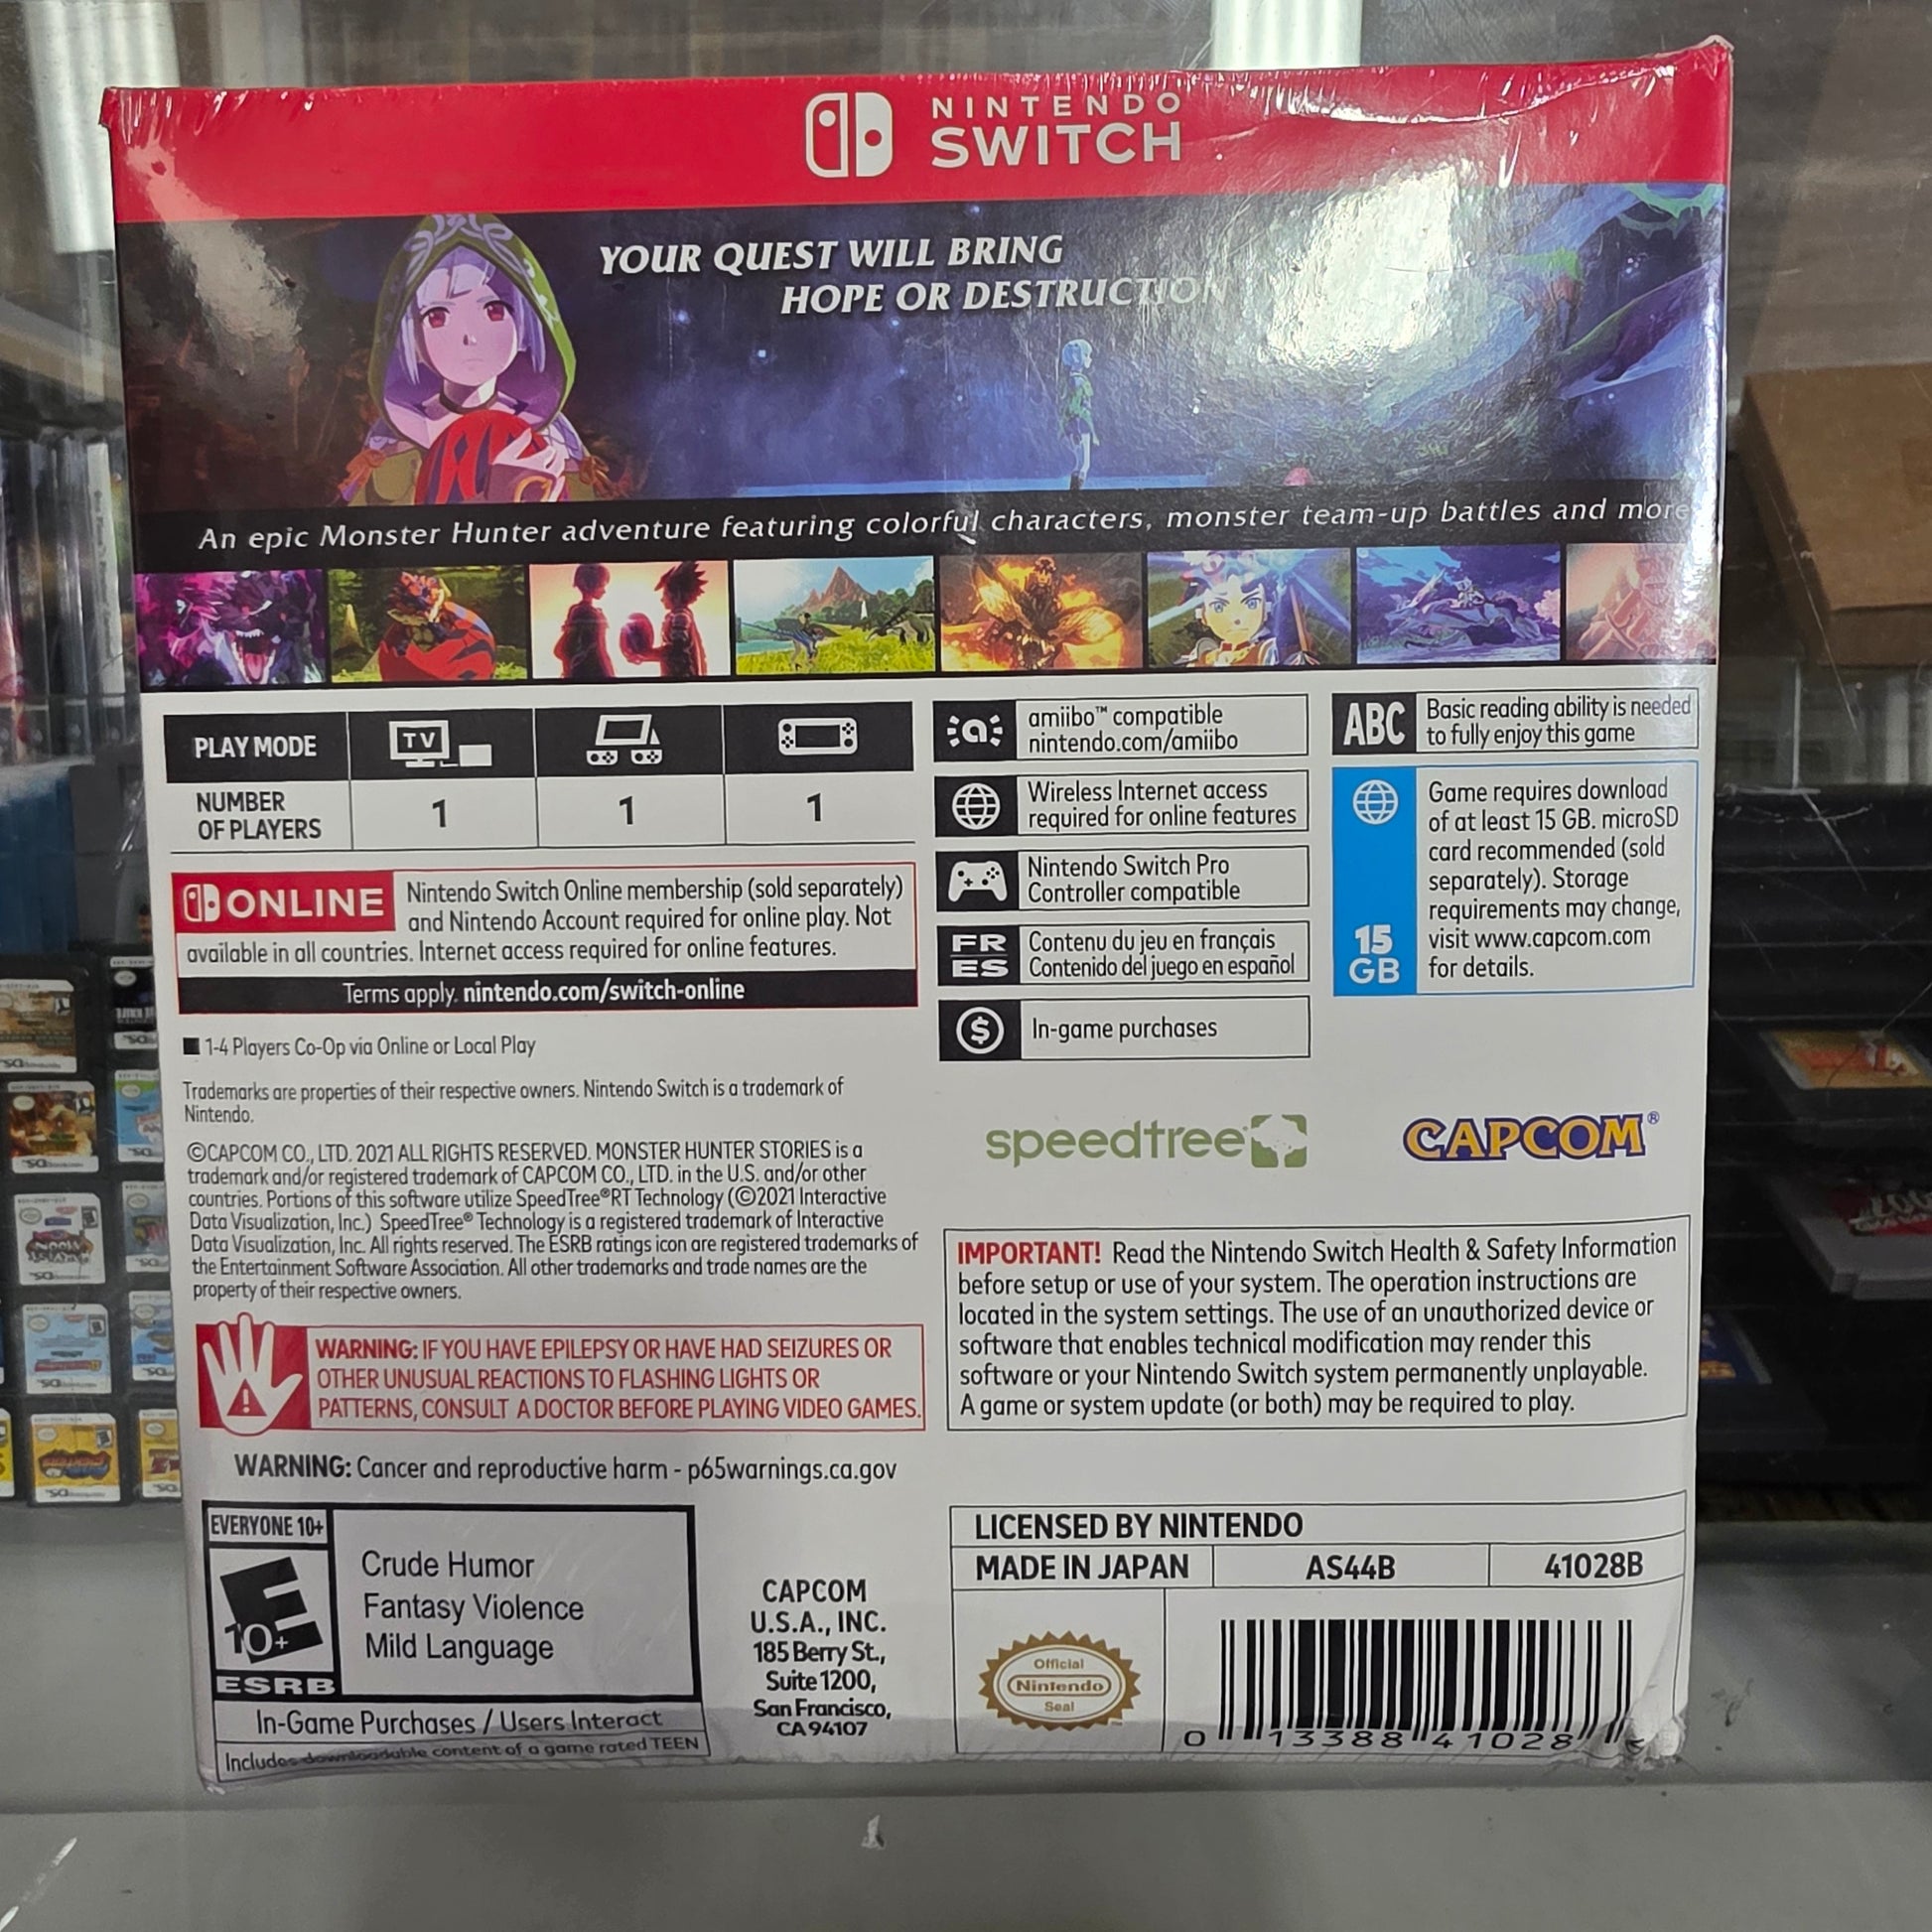 NINTENDO
SWITCH
YOUR QUEST WILL BRING
HOPE OR DESTRUCTION
An epic Monster Hunter adventure featuring colorful characters, monster team-up battles and more
PLAY MODE
TV
NUMBER
OF PLAYERS
1
1
1
ONLINE
Nintendo Switch Online membership (sold separately)
and Nintendo Account required for online play. Not
available in all countries. Internet access required for online features.
Terms apply. nintendo.com/switch-online
■ 1-4 Players Co-Op via Online or Local Play
Trademarks are properties of their respective owners. Nintendo Switch is a trademark of
Nintendo.
©CAPCOM CO., LTD. 2021 ALL RIGHTS RESERVED. MONSTER HUNTER STORIES is a
trademark and/or registered trademark of CAPCOM CO., LTD. in the U.S. and/or other
countries. Portions of this software utilize SpeedTree®RT Technology (©2021 Interactive
Data Visualization, Inc.) SpeedTree® Technology is a registered trademark of Interactive
Data Visualization, Inc. All rights reserved. The ESRB ratings icon are registered trademarks of
the Entertainment Software Association. All other trademarks and trade names are the
property of their respective owners.
WARNING: IF YOU HAVE EPILEPSY OR HAVE HAD SEIZURES OR
OTHER UNUSUAL REACTIONS TO FLASHING LIGHTS OR
PATTERNS, CONSULT A DOCTOR BEFORE PLAYING VIDEO GAMES.
WARNING: Cancer and reproductive harm - p65warnings.ca.gov
EVERYONE 10+
E
10+
ESRB
Crude Humor
Fantasy Violence
Mild Language
In-Game Purchases / Users Interact
Includes downloadable content of a game rated TEEN
CAPCOM
U.S.A., INC.
185 Berry St.,
Suite 1200,
San Francisco,
CA 94107
a
amiibo™ compatible
nintendo.com/amiibo
Wireless Internet access
required for online features
Nintendo Switch Pro
Controller compatible
FR
ES
Contenu du jeu en français
Contenido del juego en español
$
In-game purchases
ABC
Basic reading ability is needed
to fully enjoy this game
15
GB
Game requires download
of at least 15 GB. microSD
card recommended (sold
separately). Storage
requirements may change,
visit www.capcom.com
for details.
speedtree
CAPCOM®
IMPORTANT! Read the Nintendo Switch Health & Safety Information
before setup or use of your system. The operation instructions are
located in the system settings. The use of an unauthorized device or
software that enables technical modification may render this
software or your Nintendo Switch system permanently unplayable.
A game or system update (or both) may be required to play.
LICENSED BY NINTENDO
MADE IN JAPAN
AS44B
41028B
Official
Nintendo
Seal
0 13388 41028